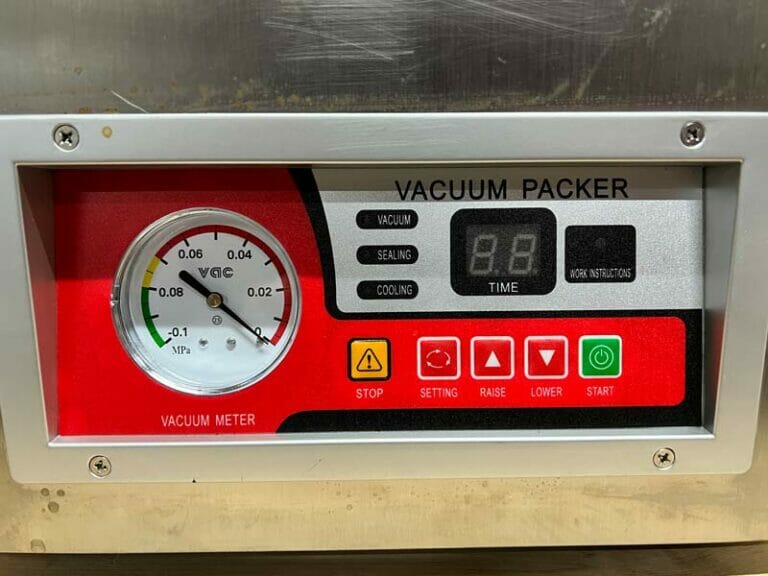 VACUUM PACKER
0.06
0.04
vac
0.08
0.02
-0.1
0
MPa
VACUUM METER
VACUUM
SEALING
COOLING
88
TIME
WORK INSTRUCTIONS
STOP
SETTING
RAISE
LOWER
START